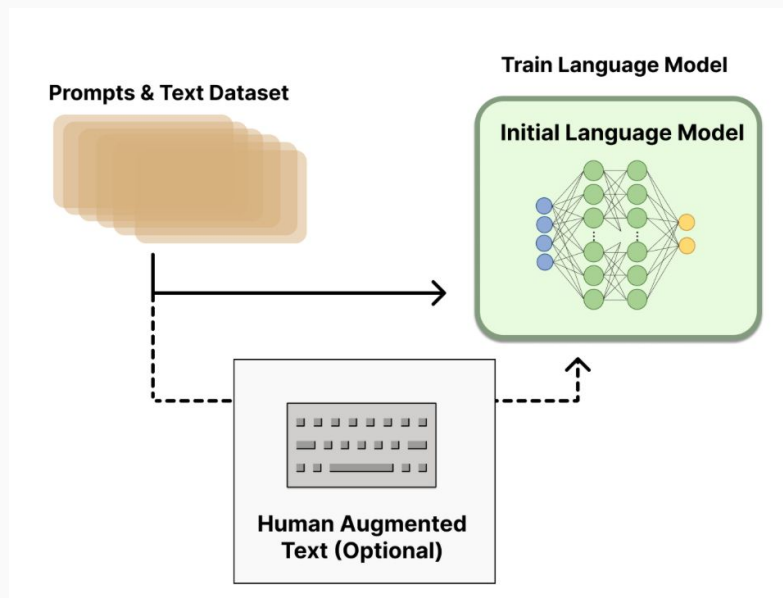 Prompts & Text Dataset
Train Language Model
Initial Language Model
Human Augmented
Text (Optional)